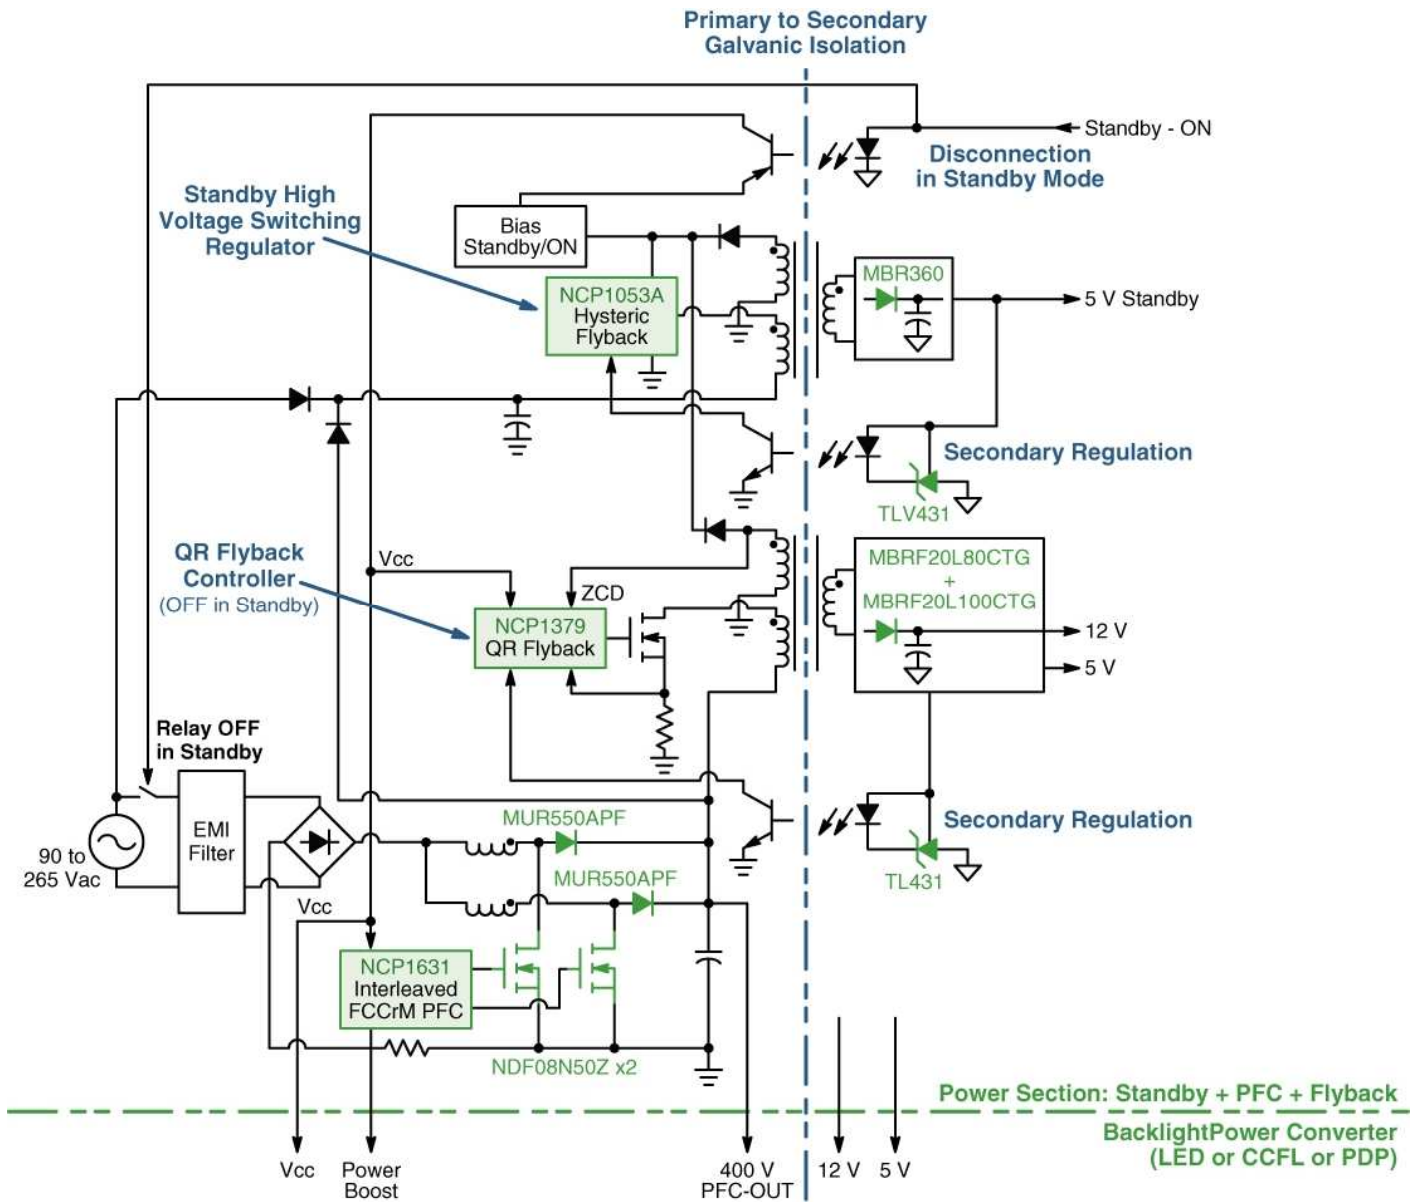 Primary to Secondary
Galvanic Isolation
Standby - ON
Disconnection
in Standby Mode
Standby High
Voltage Switching
Regulator
Bias
Standby/ON
NCP1053A
Hysteric
Flyback
MBR360
5 V Standby
Secondary Regulation
TLV431
QR Flyback
Controller
(OFF in Standby)
Vcc
ZCD
NCP1379
QR Flyback
MBRF20L80CTG
+
MBRF20L100CTG
12 V
5 V
Relay OFF
in Standby
EMI
Filter
90 to
265 Vac
MUR550APF
MUR550APF
Secondary Regulation
TL431
Vcc
NCP1631
Interleaved
FCCrM PFC
NDF08N50Z x2
Power Section: Standby + PFC + Flyback
BacklightPower Converter
(LED or CCFL or PDP)
Vcc
Power
Boost
400 V
PFC-OUT
12 V
5 V